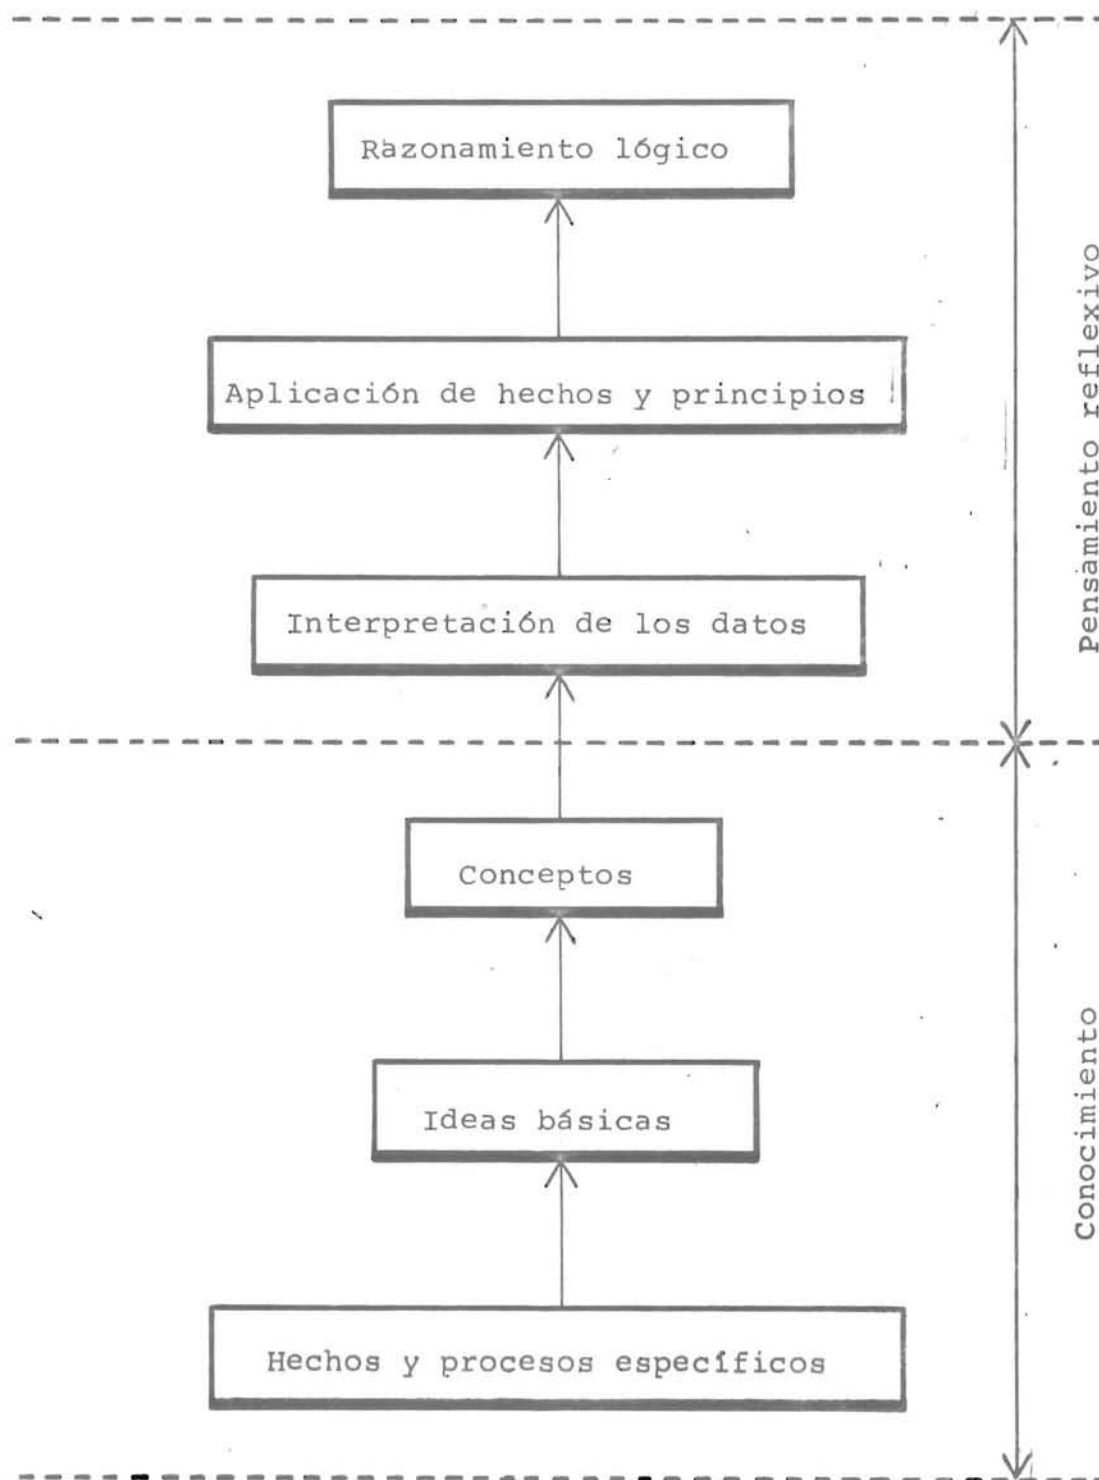 Razonamiento lógico
Aplicación de hechos y principios
Interpretación de los datos
Pensamiento reflexivo
Conceptos
Ideas básicas
Hechos y procesos específicos
Conocimiento